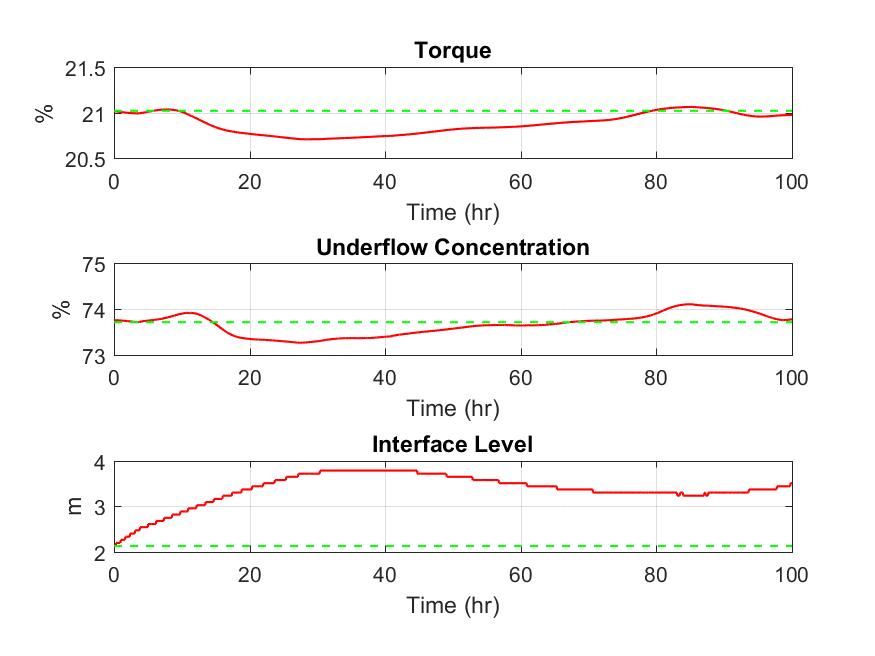 Torque
21.5
21
20.5
%
0 20 40 60 80 100
Time (hr)
Underflow Concentration
75
74
73
%
0 20 40 60 80 100
Time (hr)
Interface Level
4
3
2
m
0 20 40 60 80 100
Time (hr)